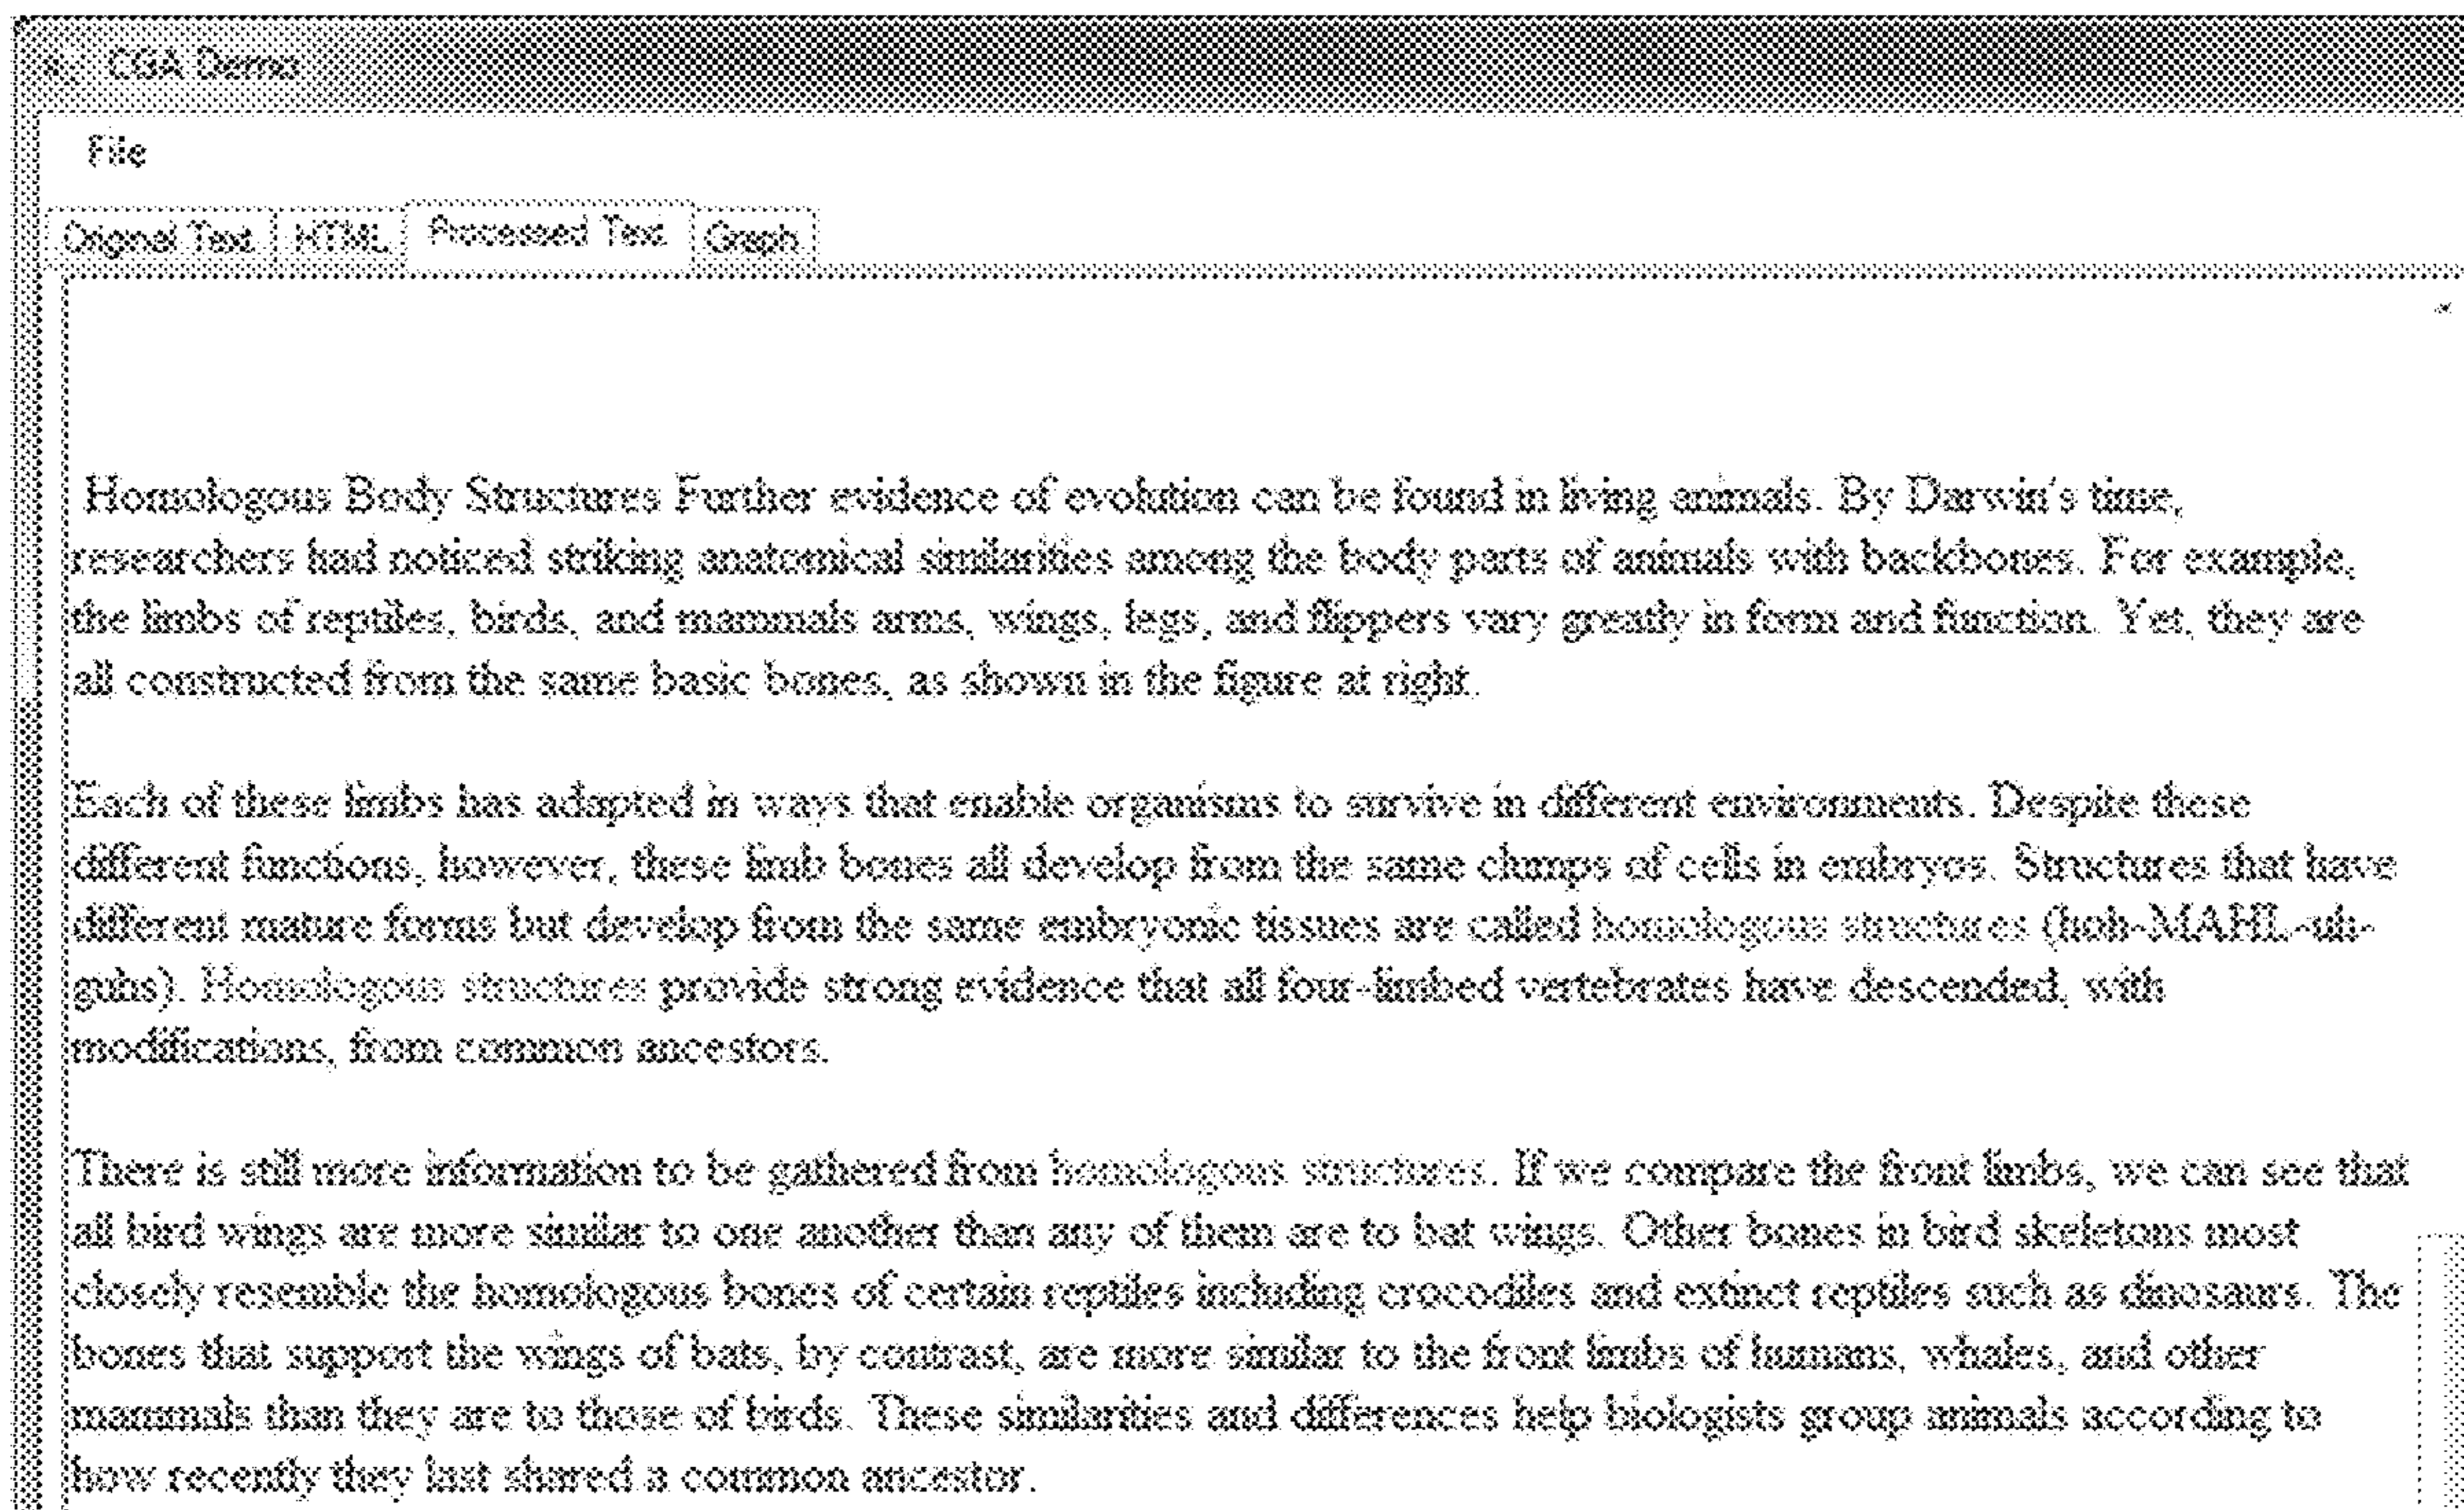 CGA Demo
File
Original Text HTML Processed Text Graph
Homologous Body Structures Further evidence of evolution can be found in living animals. By Darwin's time,
researchers had noticed striking anatomical similarities among the body parts of animals with backbones. For example,
the limbs of reptiles, birds, and mammals arms, wings, legs, and flippers vary greatly in form and function. Yet, they are
all constructed from the same basic bones, as shown in the figure at right.
Each of these limbs has adapted in ways that enable organisms to survive in different environments. Despite these
different functions, however, these limb bones all develop from the same clumps of cells in embryos. Structures that have
different mature forms but develop from the same embryonic tissues are called homologous structures (hoh-MAHL-uh-
guhs). Homologous structures provide strong evidence that all four-limbed vertebrates have descended, with
modifications, from common ancestors.
There is still more information to be gathered from homologous structures. If we compare the front limbs, we can see that
all bird wings are more similar to one another than any of them are to bat wings. Other bones in bird skeletons most
closely resemble the homologous bones of certain reptiles including crocodiles and extinct reptiles such as dinosaurs. The
bones that support the wings of bats, by contrast, are more similar to the front limbs of humans, whales, and other
mammals than they are to those of birds. These similarities and differences help biologists group animals according to
how recently they last shared a common ancestor.